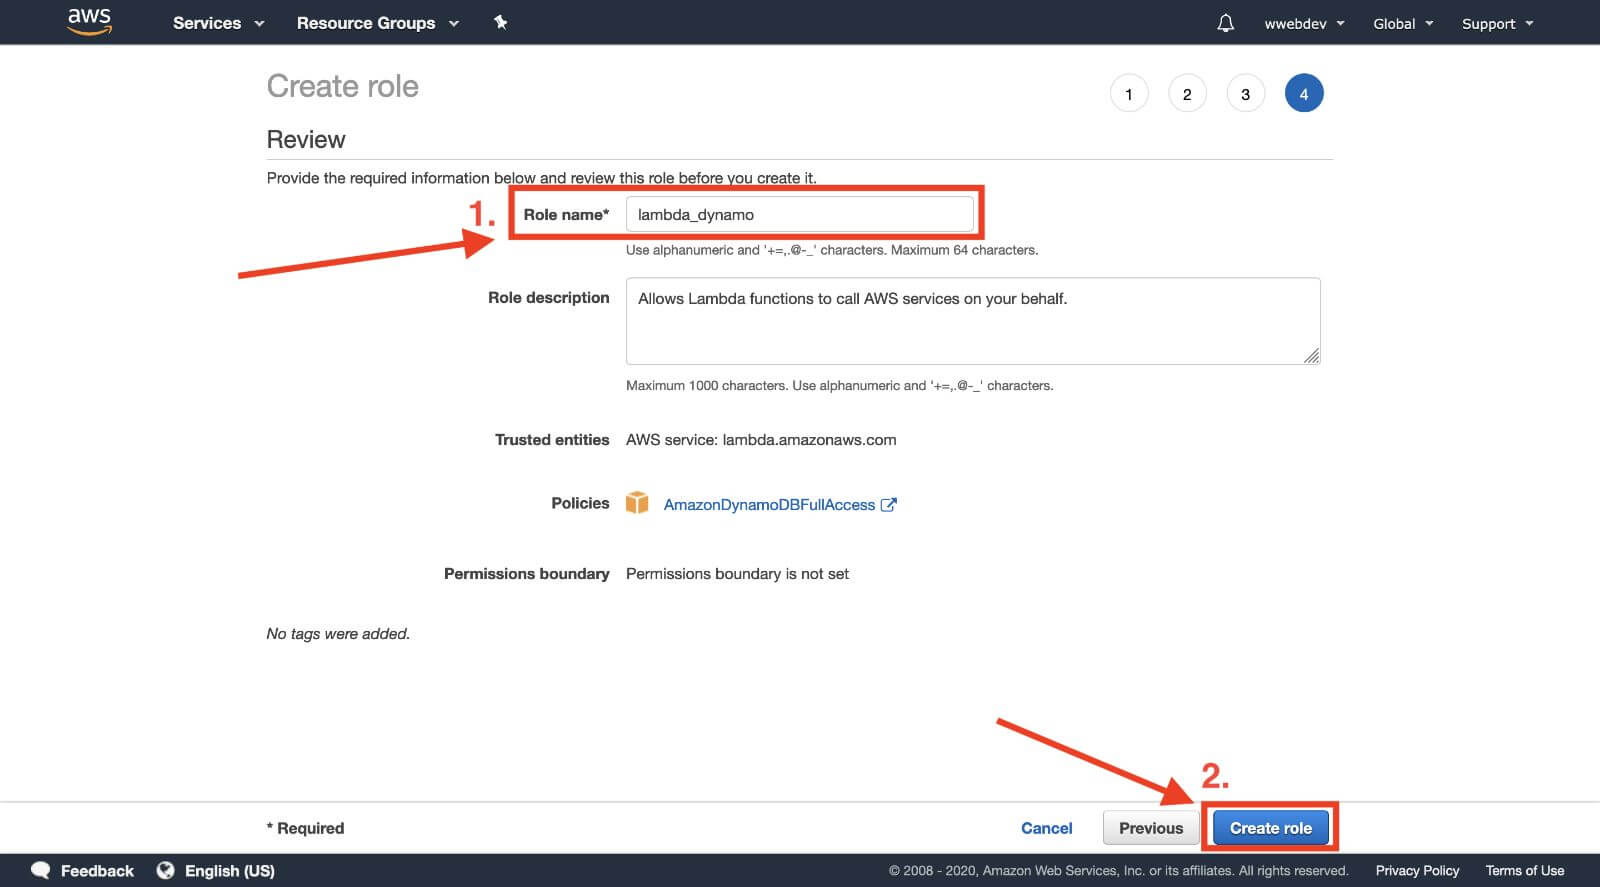 aws Services Resource Groups wwebdev Global Support
Create role
1 2 3 4
Review
Provide the required information below and review this role before you create it.
1. Role name* lambda_dynamo
Use alphanumeric and '+=,.@-_' characters. Maximum 64 characters.
Role description Allows Lambda functions to call AWS services on your behalf.
Maximum 1000 characters. Use alphanumeric and '+=,.@-_' characters.
Trusted entities AWS service: lambda.amazonaws.com
Policies AmazonDynamoDBFullAccess
Permissions boundary Permissions boundary is not set
No tags were added.
2.
* Required Cancel Previous Create role
Feedback English (US) © 2008 - 2020, Amazon Web Services, Inc. or its affiliates. All rights reserved. Privacy Policy Terms of Use